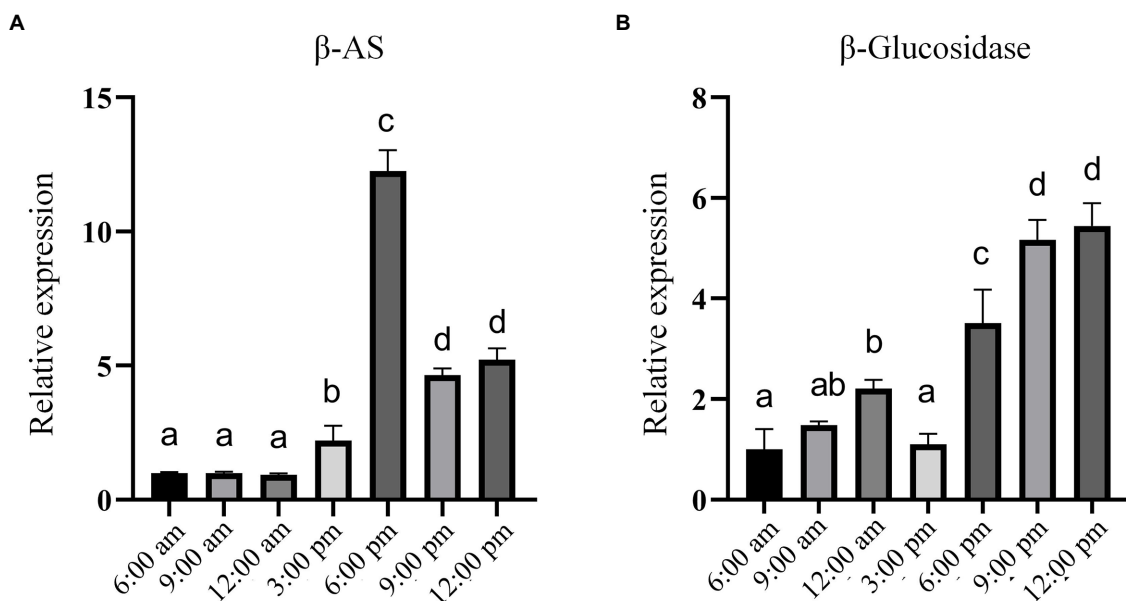 A
β-AS
Relative expression
15
10
5
0
c
d
d
b
a
a
a
6:00 am
9:00 am
12:00 am
3:00 pm
6:00 pm
9:00 pm
12:00 pm
B
β-Glucosidase
Relative expression
8
6
4
2
0
d
d
c
b
ab
a
a
6:00 am
9:00 am
12:00 am
3:00 pm
6:00 pm
9:00 pm
12:00 pm